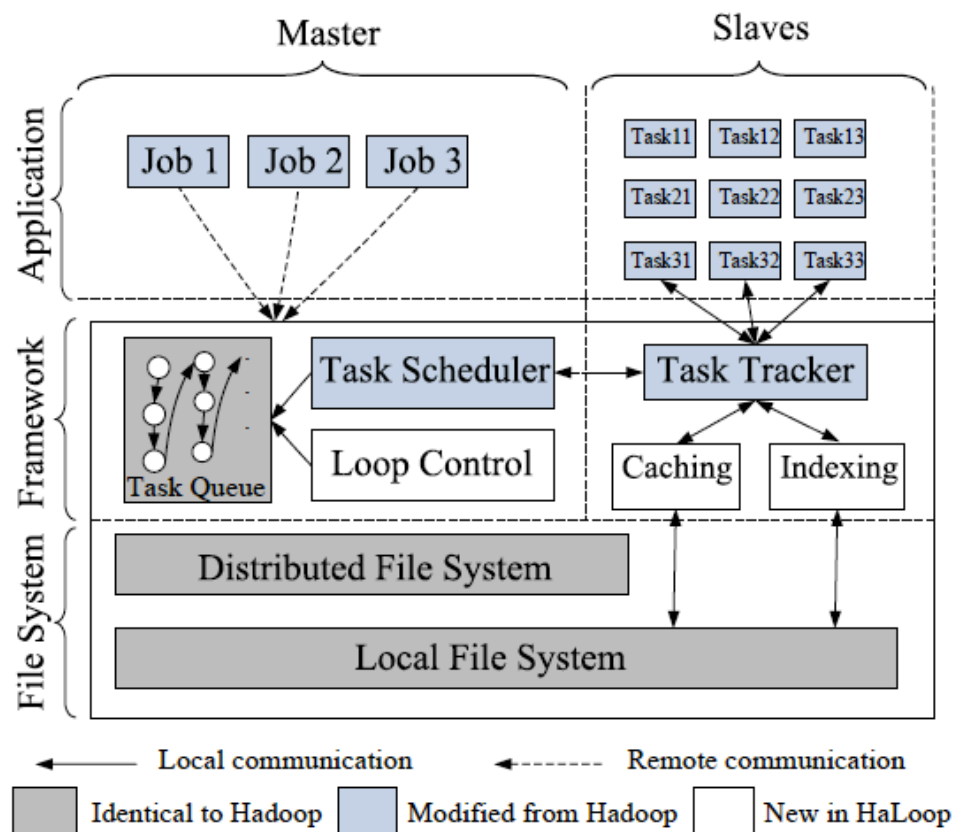 Master
Slaves
Application
Job 1
Job 2
Job 3
Task11
Task12
Task13
Task21
Task22
Task23
Task31
Task32
Task33
Framework
Task Queue
Task Scheduler
Loop Control
Task Tracker
Caching
Indexing
File System
Distributed File System
Local File System
Local communication
Remote communication
Identical to Hadoop
Modified from Hadoop
New in HaLoop